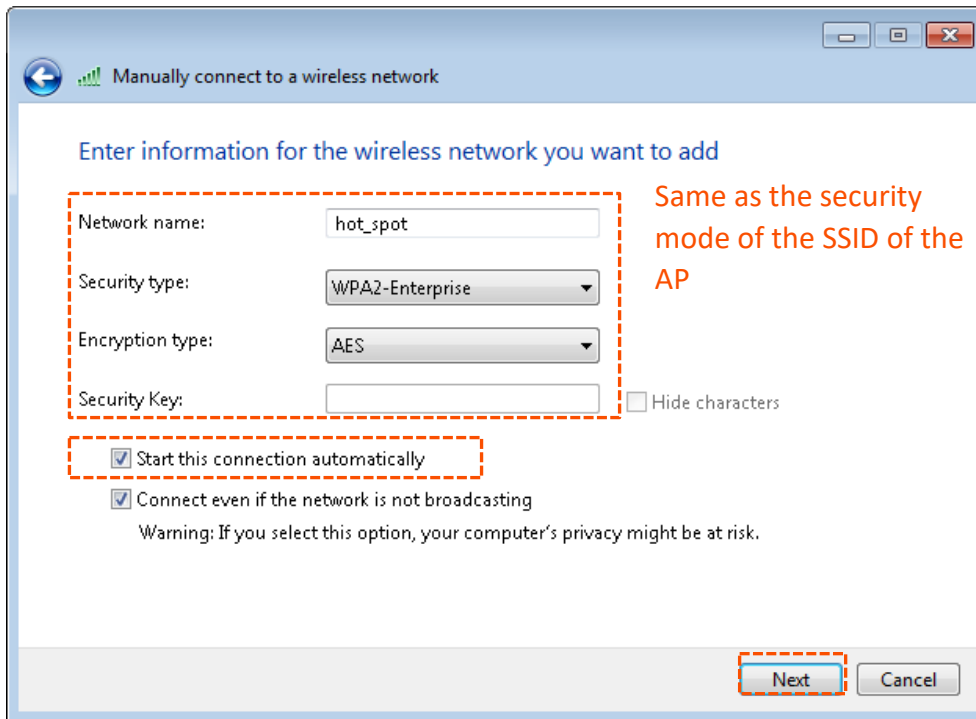 Manually connect to a wireless network
Enter information for the wireless network you want to add
Network name:
hot_spot
Security type:
WPA2-Enterprise
Encryption type:
AES
Security Key:
Hide characters
Same as the security
mode of the SSID of the
AP
Start this connection automatically
Connect even if the network is not broadcasting
Warning: If you select this option, your computer's privacy might be at risk.
Next
Cancel